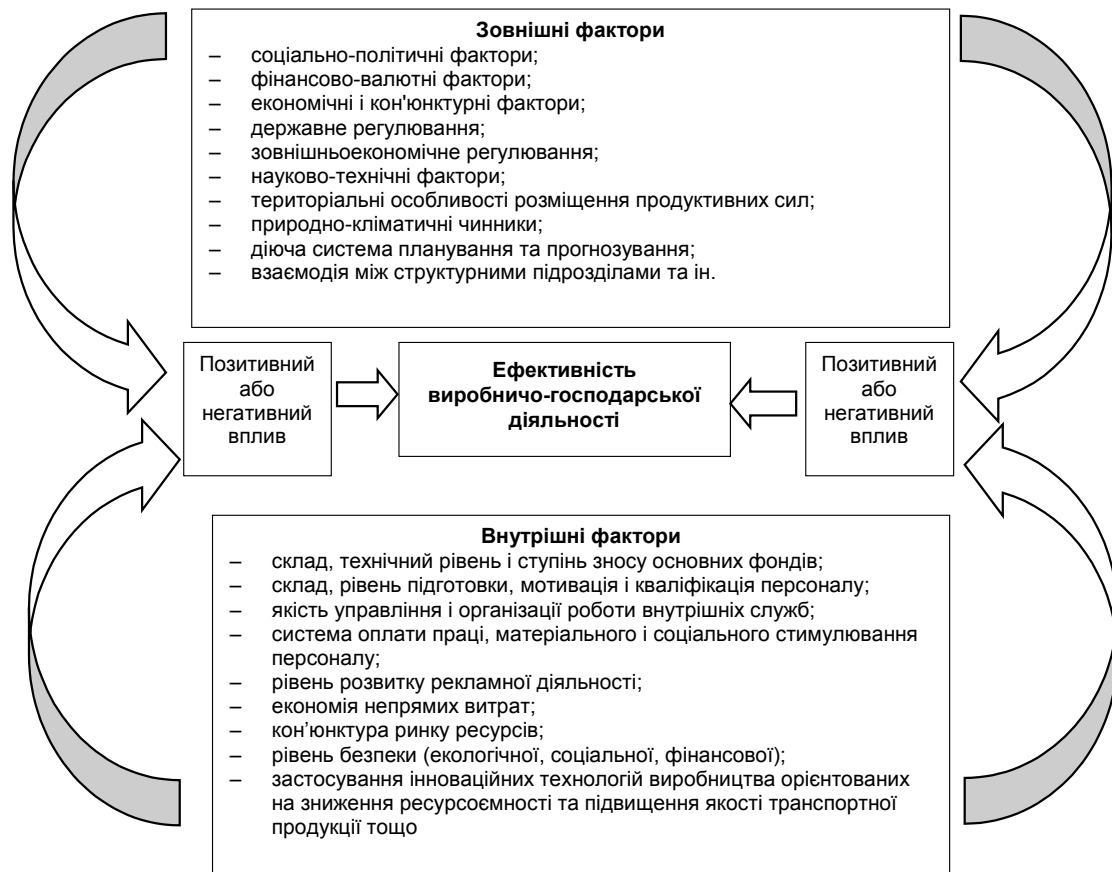 Зовнішні фактори
– соціально-політичні фактори;
– фінансово-валютні фактори;
– економічні і кон'юнктурні фактори;
– державне регулювання;
– зовнішньоекономічне регулювання;
– науково-технічні фактори;
– територіальні особливості розміщення продуктивних сил;
– природно-кліматичні чинники;
– діюча система планування та прогнозування;
– взаємодія між структурними підрозділами та ін.
Позитивний
або
негативний
вплив
Ефективність
виробничо-господарської
діяльності
Позитивний
або
негативний
вплив
Внутрішні фактори
– склад, технічний рівень і ступінь зносу основних фондів;
– склад, рівень підготовки, мотивація і кваліфікація персоналу;
– якість управління і організації роботи внутрішніх служб;
– система оплати праці, матеріального і соціального стимулювання
персоналу;
– рівень розвитку рекламної діяльності;
– економія непрямих витрат;
– кон’юнктура ринку ресурсів;
– рівень безпеки (екологічної, соціальної, фінансової);
– застосування інноваційних технологій виробництва орієнтованих
на зниження ресурсоємності та підвищення якості транспортної
продукції тощо